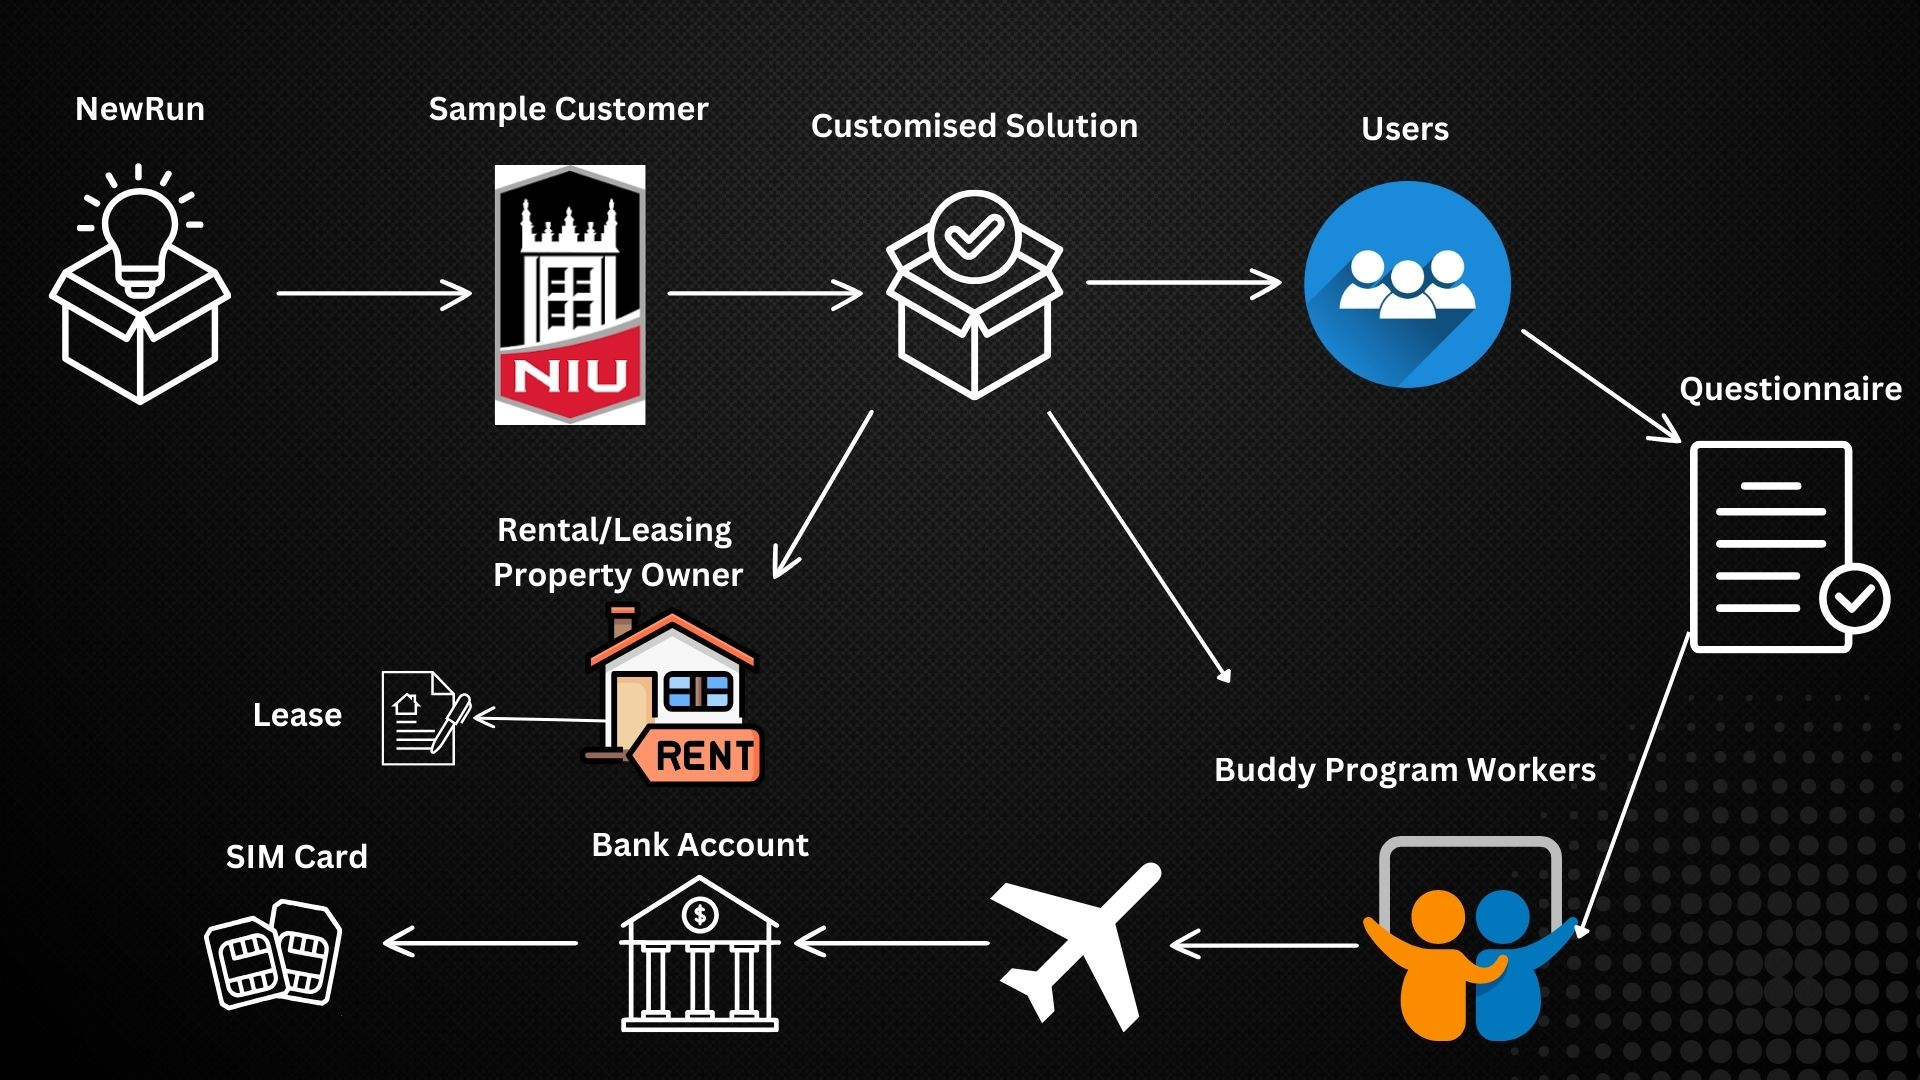 NewRun
Sample Customer
Customised Solution
Users
NIU
Questionnaire
Rental/Leasing
Property Owner
Lease
RENT
Buddy Program Workers
SIM Card
Bank Account
$